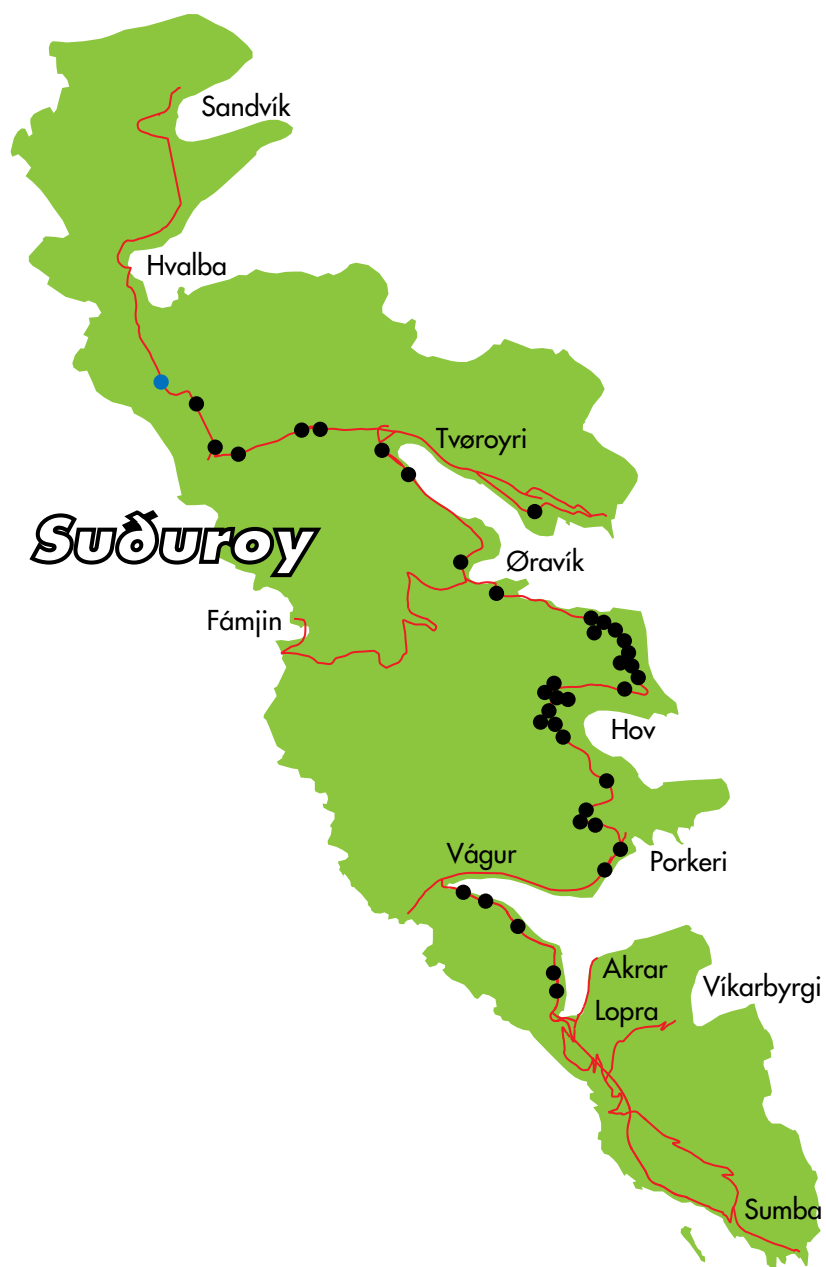 Sandvík
Hvalba
Tvøroyri
Suðuroy
Øravík
Fámjin
Hov
Vágur
Porkeri
Akrar
Víkarbyrgi
Lopra
Sumba